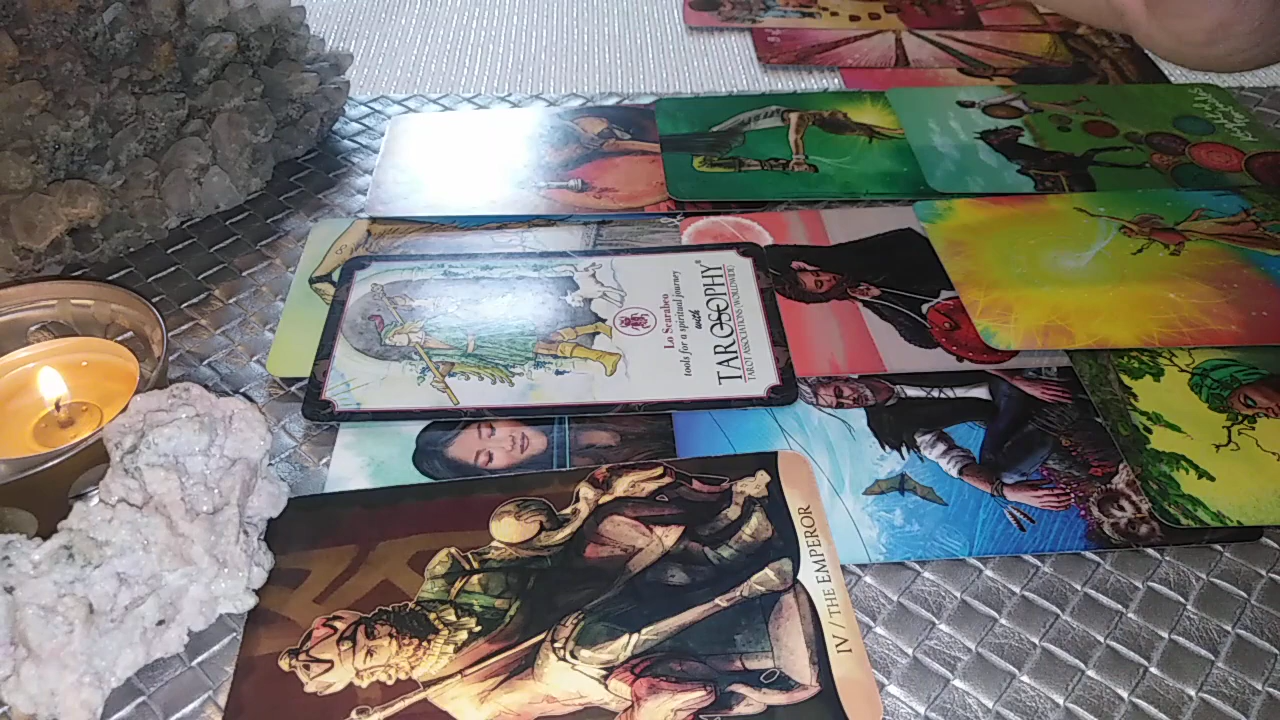 Lo Scarabeo
tools for a spiritual journey
with
TAROSOPHY®
TAROT ASSOCIATIONS (WORLDWIDE)
IV / THE EMPEROR